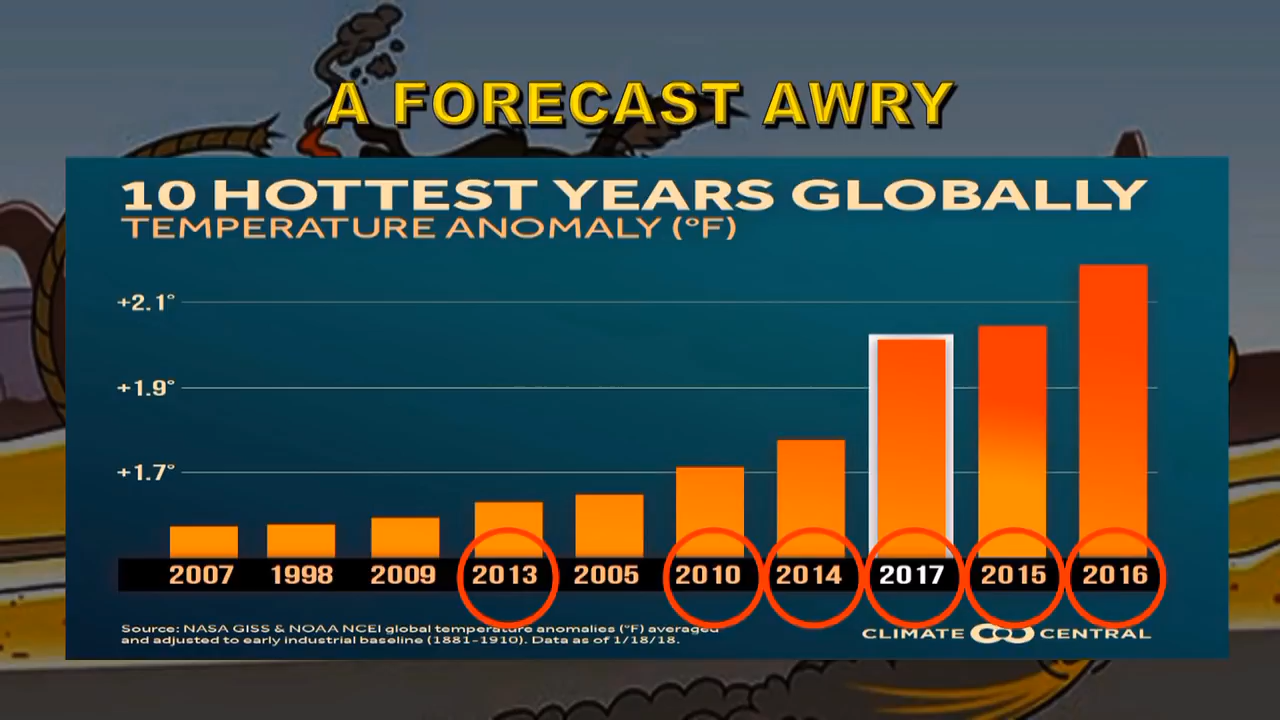 A FORECAST AWRY
10 HOTTEST YEARS GLOBALLY
TEMPERATURE ANOMALY (°F)
+2.1°
+1.9°
+1.7°
2007 1998 2009 2013 2005 2010 2014 2017 2015 2016
Source: NASA GISS & NOAA NCEI global temperature anomalies (°F) averaged
and adjusted to early industrial baseline (1881-1910). Data as of 1/18/18.
CLIMATE CENTRAL